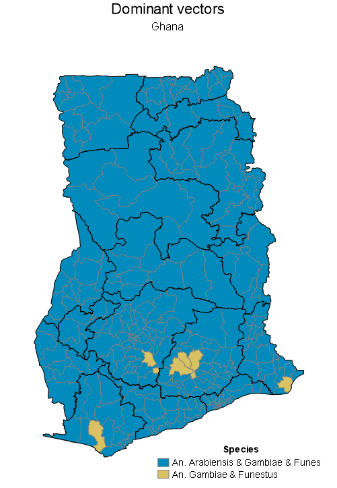 Dominant vectors
Ghana
Species
An. Arabiensis & Gambiae & Funes
An. Gambiae & Funestus